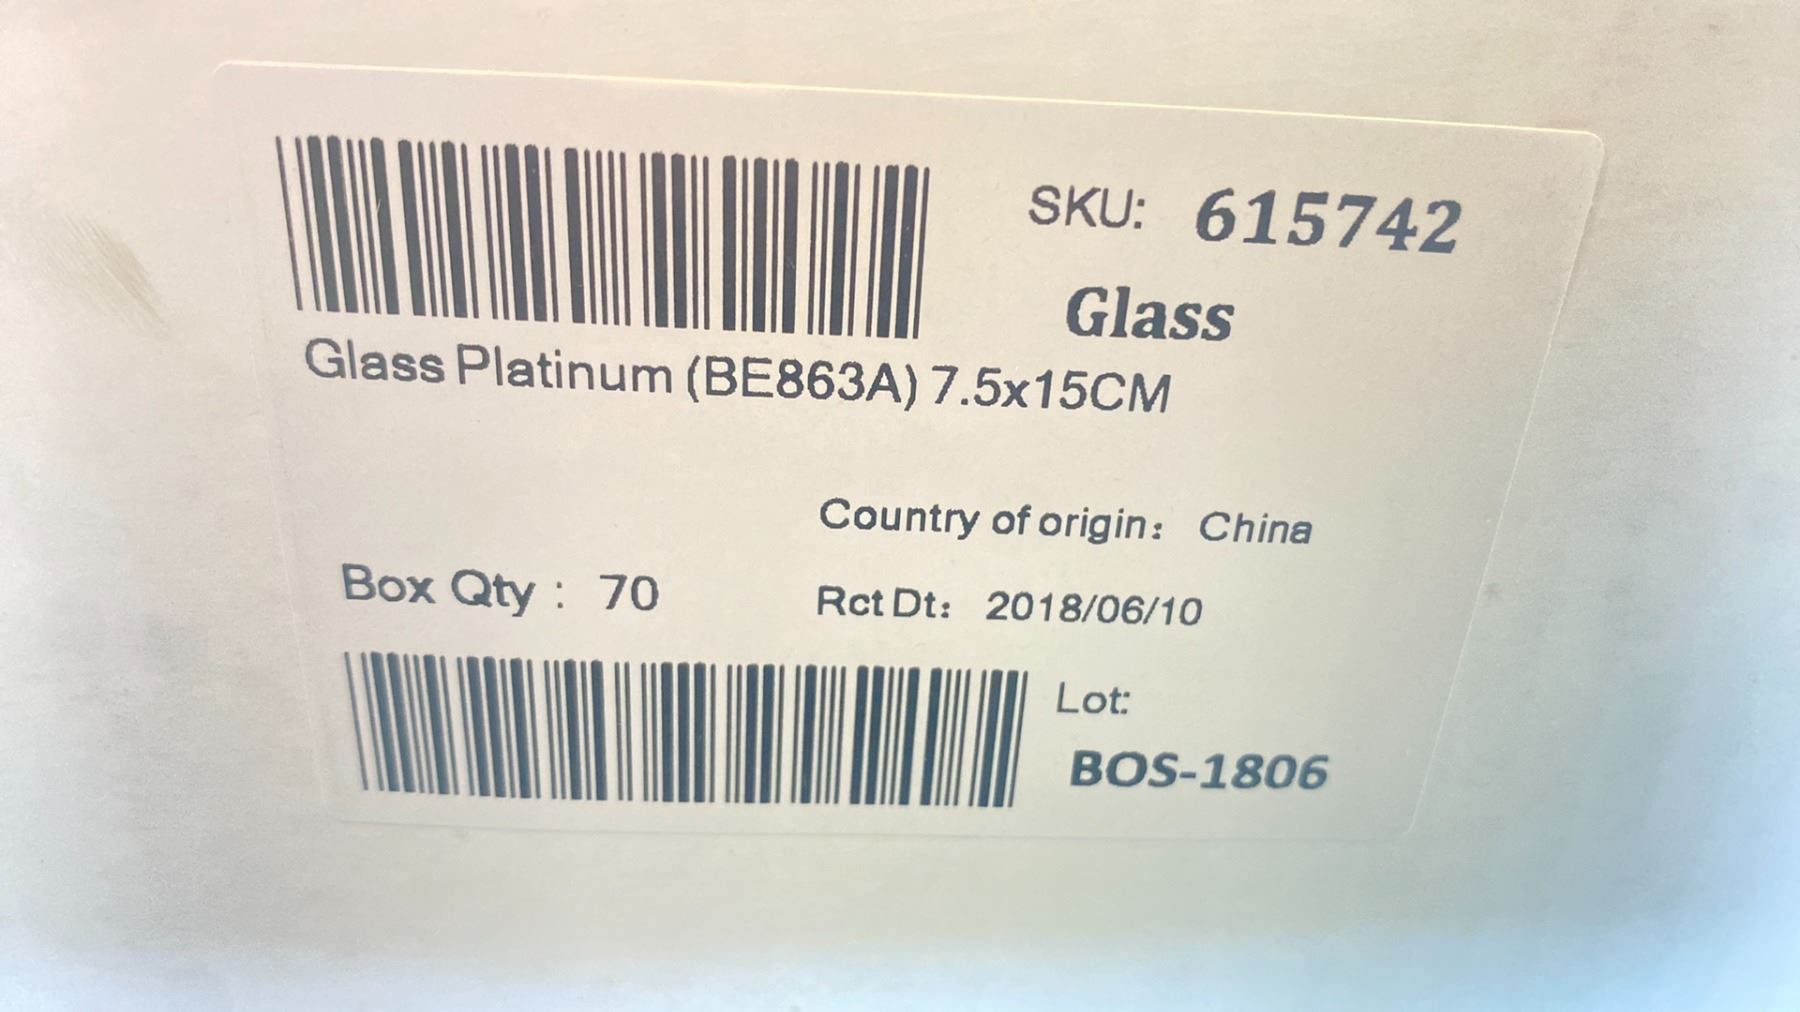 SKU: 615742
Glass
Glass Platinum (BE863A) 7.5x15CM
Country of origin: China
Box Qty : 70
Rct Dt: 2018/06/10
Lot:
BOS-1806